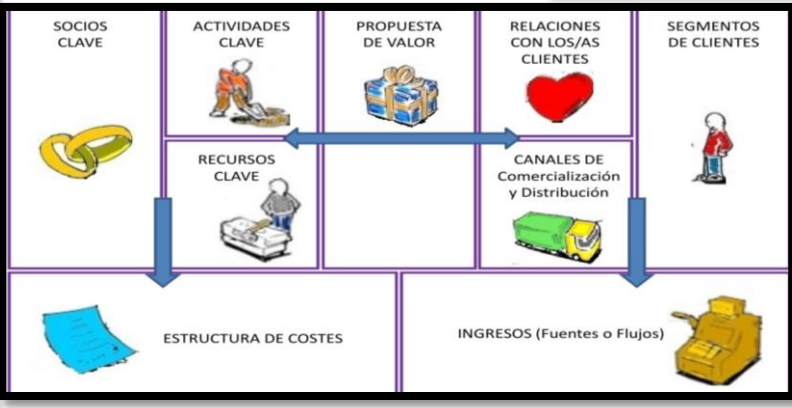 SOCIOS
CLAVE
ACTIVIDADES
CLAVE
PROPUESTA
DE VALOR
RELACIONES
CON LOS/AS
CLIENTES
SEGMENTOS
DE CLIENTES
RECURSOS
CLAVE
CANALES DE
Comercialización
y Distribución
ESTRUCTURA DE COSTES
INGRESOS (Fuentes o Flujos)